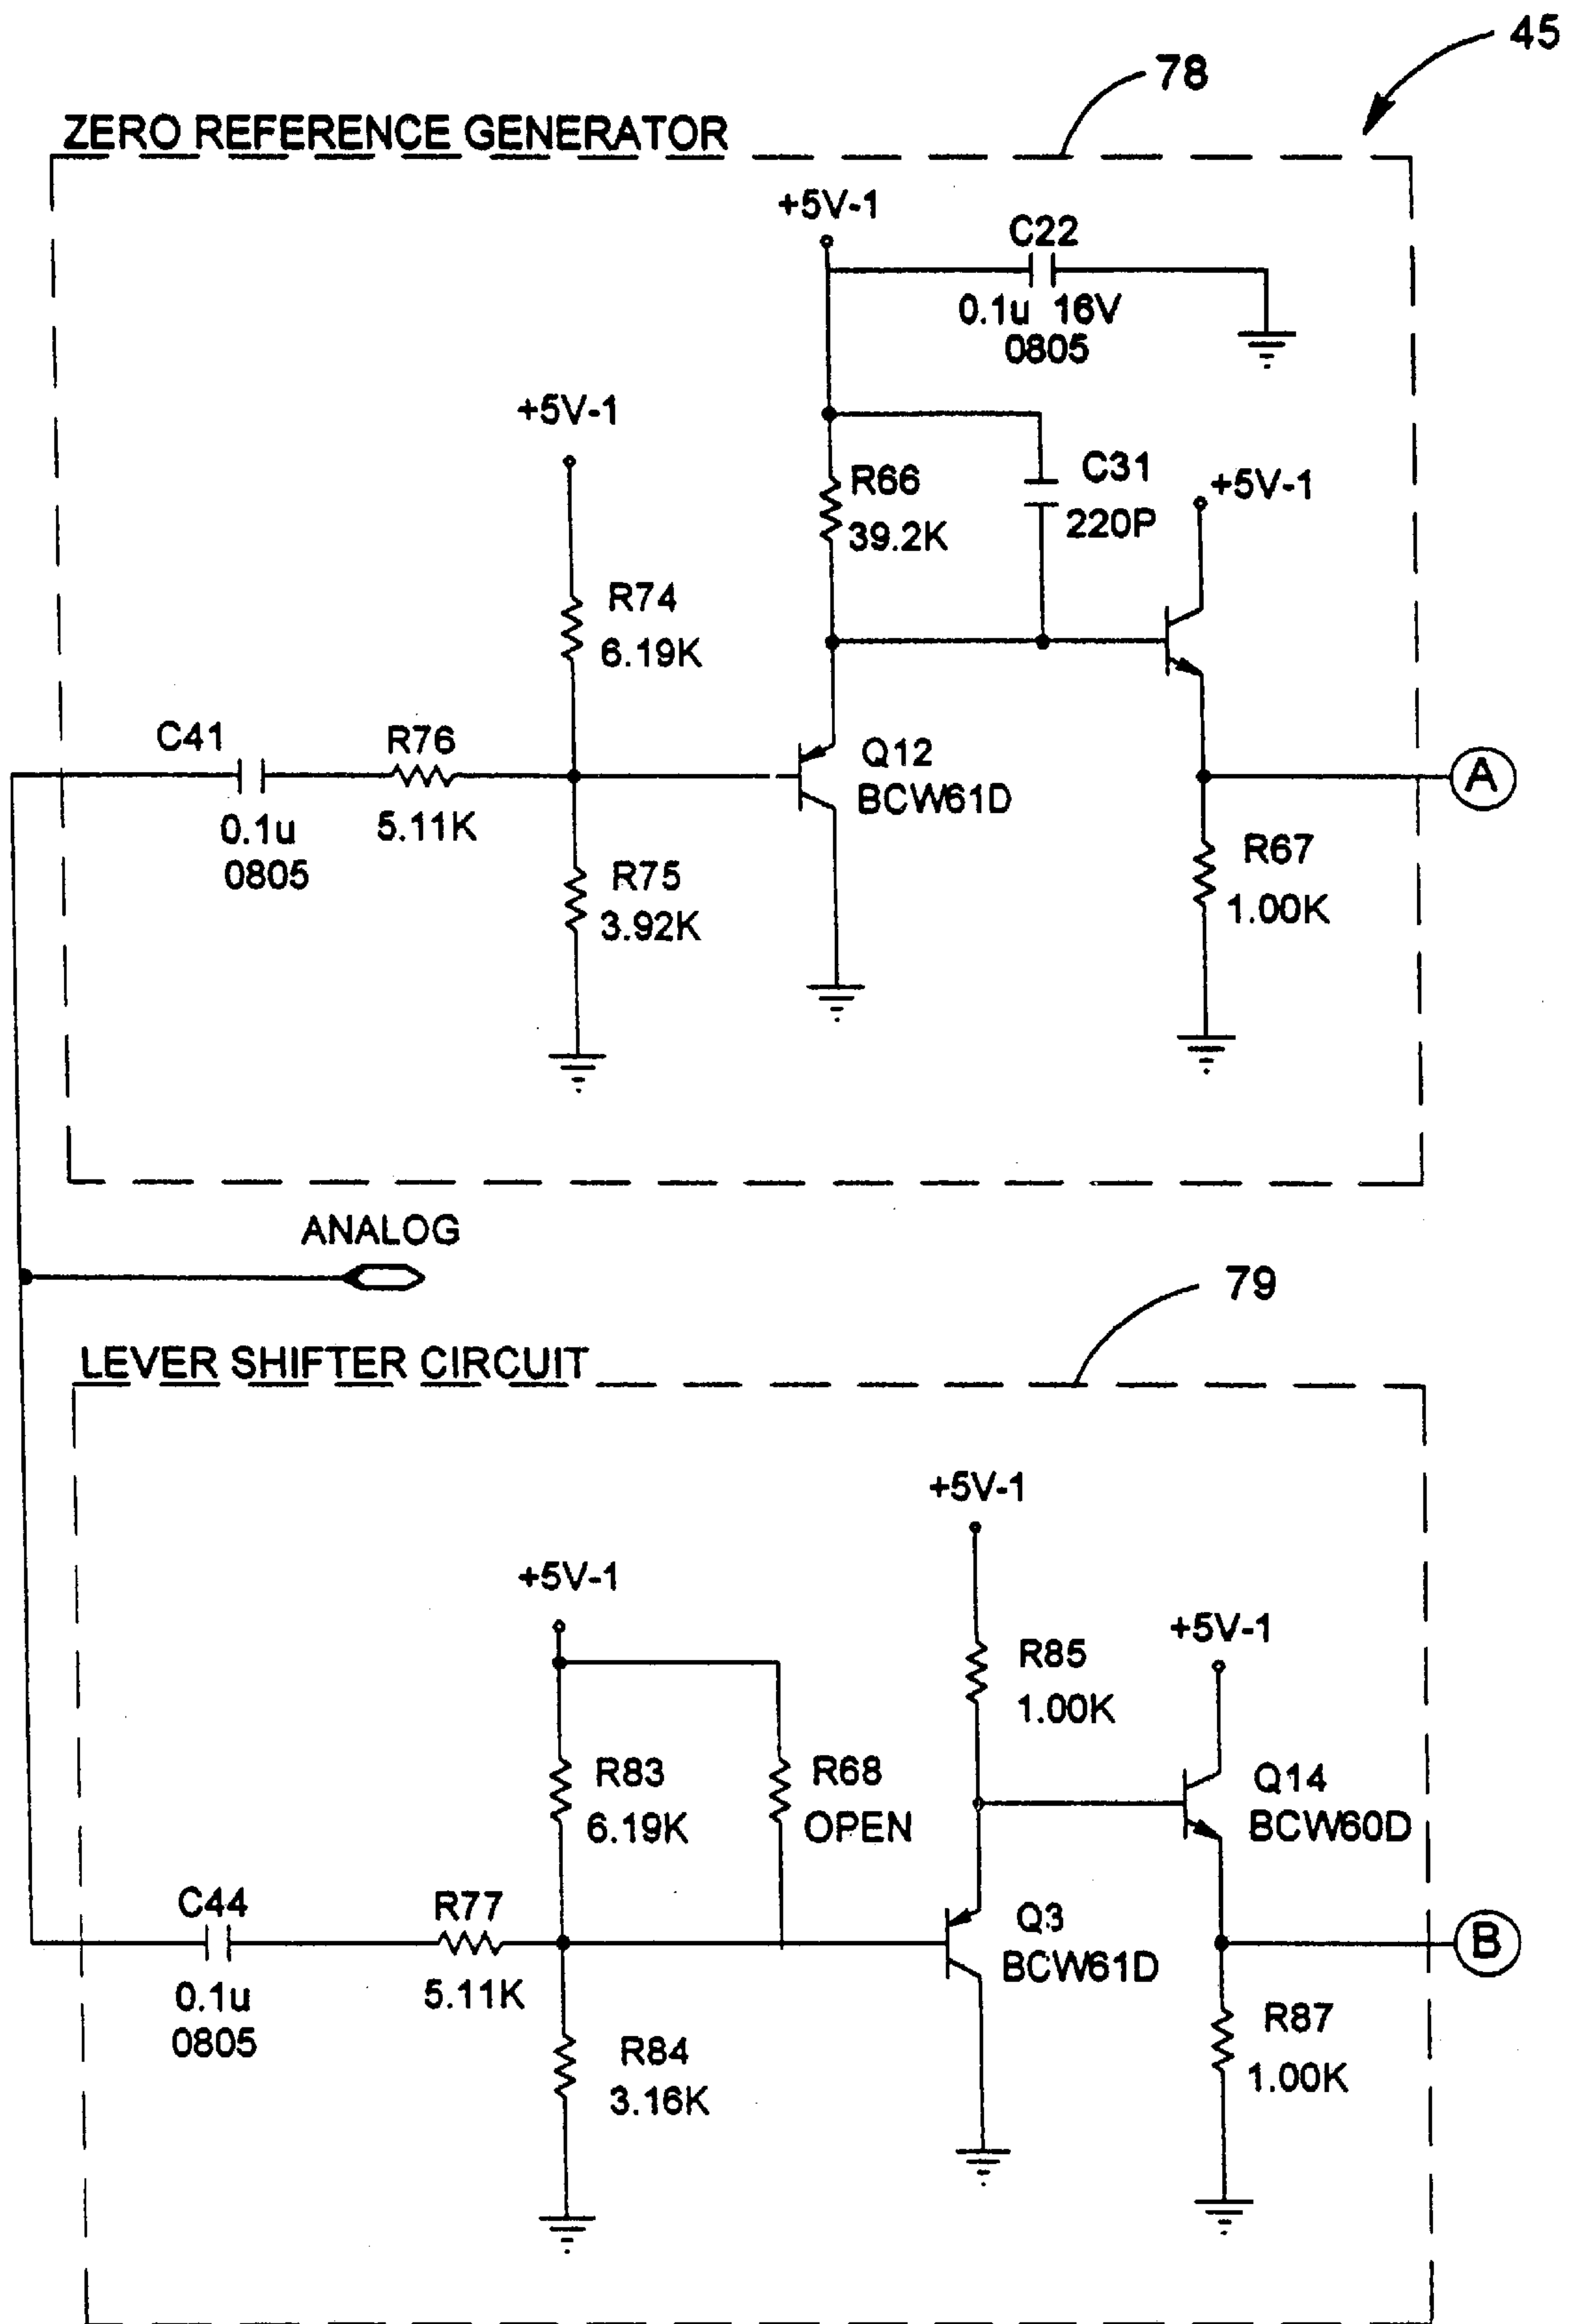 45
78
ZERO REFERENCE GENERATOR
+5V-1
C22
0.1u 16V
0805
+5V-1
R66
39.2K
C31
220P
+5V-1
R74
6.19K
C41
0.1u
0805
R76
5.11K
Q12
BCW61D
A
R75
3.92K
R67
1.00K
ANALOG
79
LEVER SHIFTER CIRCUIT
+5V-1
+5V-1
+5V-1
R85
1.00K
R83
6.19K
R68
OPEN
Q14
BCW60D
C44
0.1u
0805
R77
5.11K
Q3
BCW61D
B
R84
3.16K
R87
1.00K